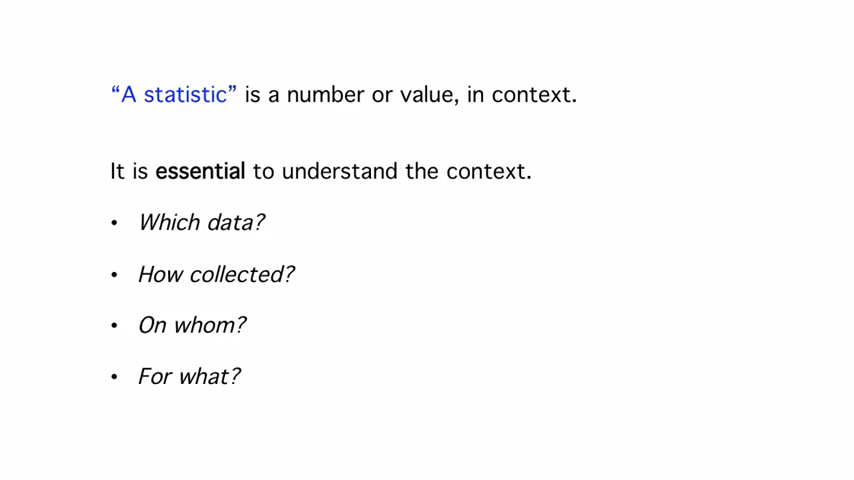 “A statistic” is a number or value, in context.
It is essential to understand the context.
• Which data?
• How collected?
• On whom?
• For what?